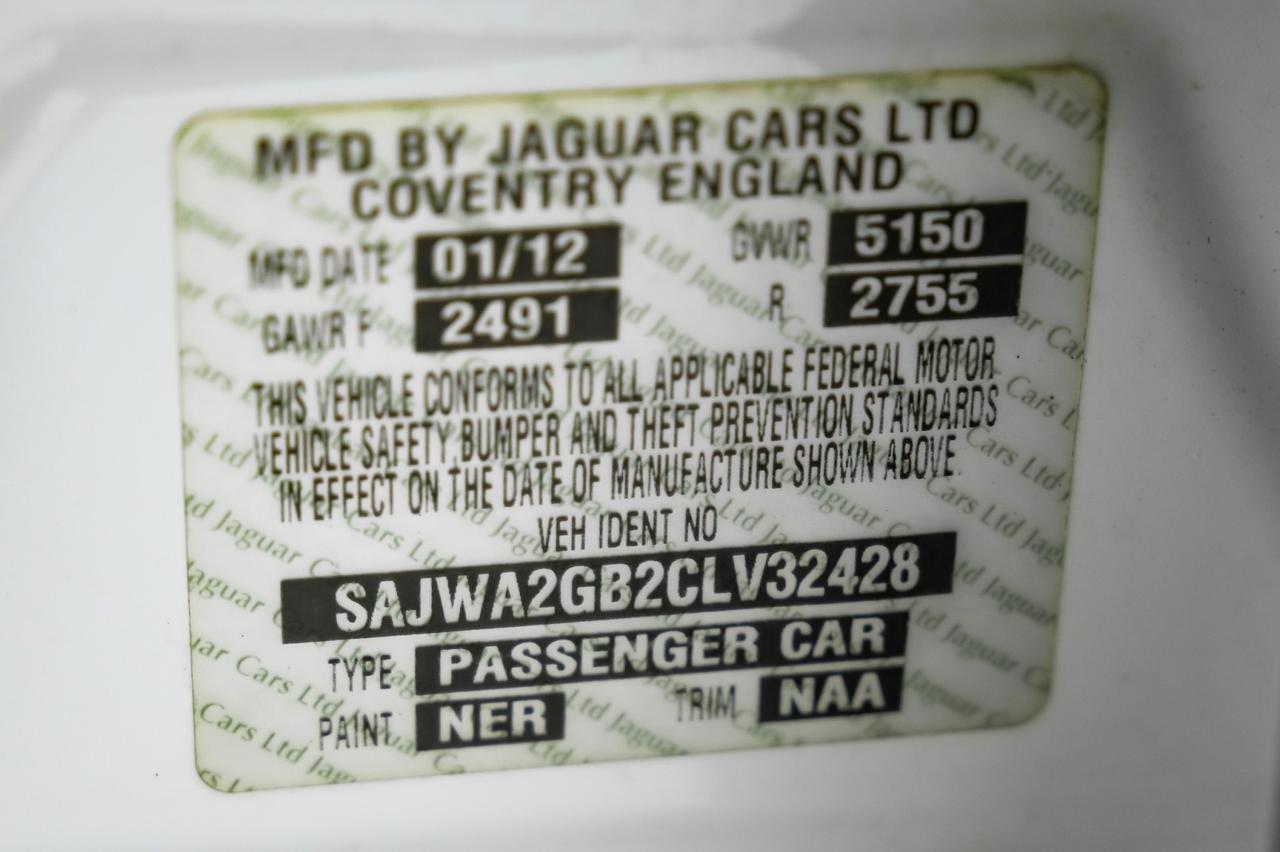 MFD BY JAGUAR CARS LTD
COVENTRY ENGLAND
MFD DATE 01/12 GVWR 5150
GAWR F 2491 R 2755
THIS VEHICLE CONFORMS TO ALL APPLICABLE FEDERAL MOTOR
VEHICLE SAFETY, BUMPER AND THEFT PREVENTION STANDARDS
IN EFFECT ON THE DATE OF MANUFACTURE SHOWN ABOVE.
VEH IDENT NO
SAJWA2GB2CLV32428
TYPE PASSENGER CAR
PAINT NER TRIM NAA